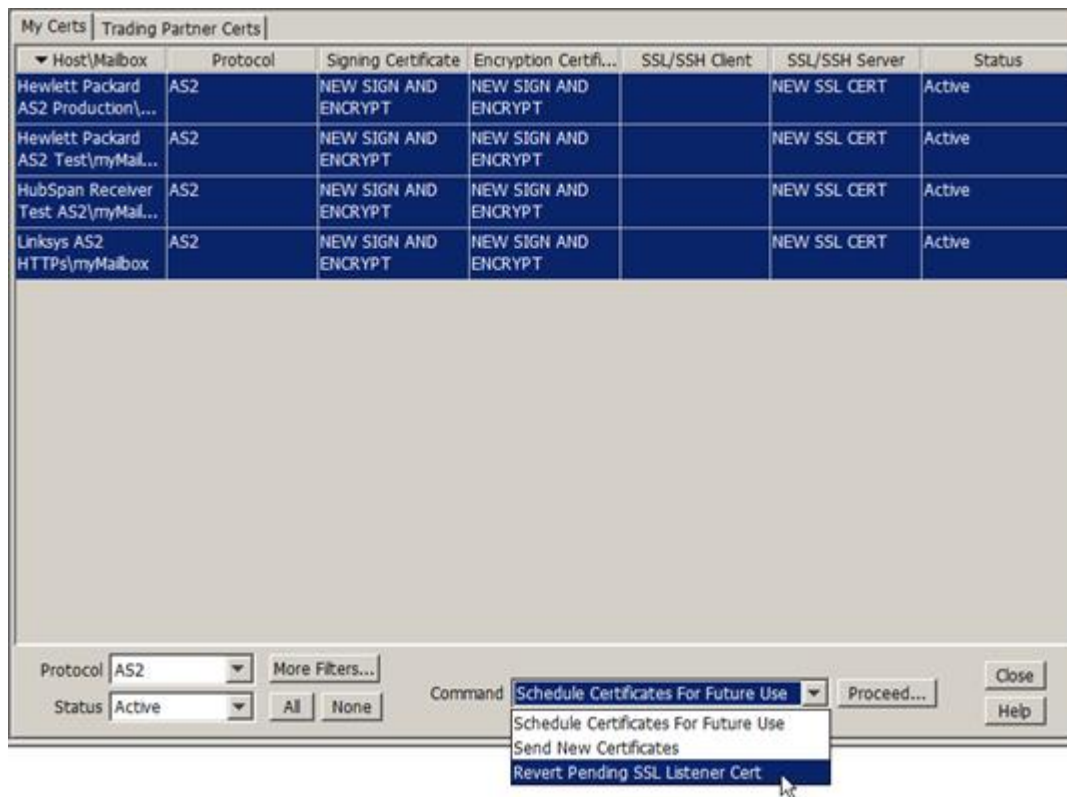 My Certs Trading Partner Certs
Host\Mailbox Protocol Signing Certificate Encryption Certifi... SSL/SSH Client SSL/SSH Server Status
Hewlett Packard AS2 NEW SIGN AND NEW SIGN AND NEW SSL CERT Active
AS2 Production\... ENCRYPT ENCRYPT
Hewlett Packard AS2 NEW SIGN AND NEW SIGN AND NEW SSL CERT Active
AS2 Test\myMail... ENCRYPT ENCRYPT
HubSpan Receiver AS2 NEW SIGN AND NEW SIGN AND NEW SSL CERT Active
Test AS2\myMail... ENCRYPT ENCRYPT
Linksys AS2 AS2 NEW SIGN AND NEW SIGN AND NEW SSL CERT Active
HTTPs\myMailbox ENCRYPT ENCRYPT
Protocol AS2 More Filters...
Status Active All None
Command Schedule Certificates For Future Use Proceed...
Close
Help
Schedule Certificates For Future Use
Send New Certificates
Revert Pending SSL Listener Cert